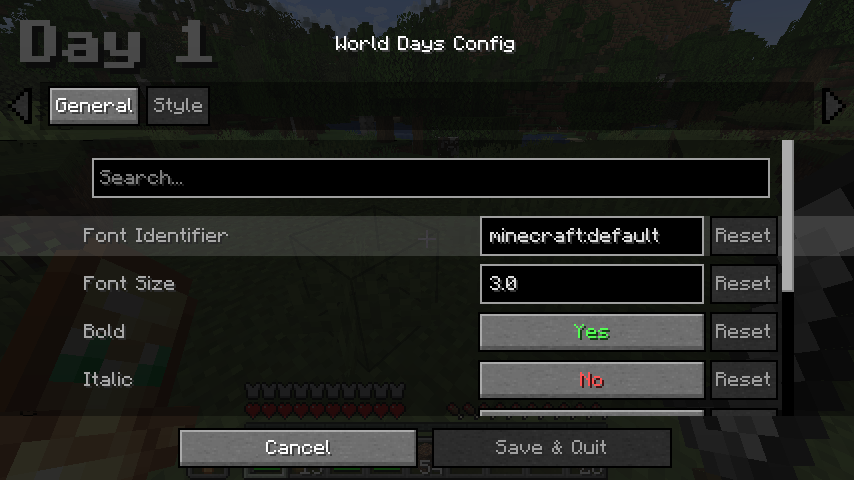 Day 1
World Days Config
General Style
Search...
Font Identifier minecraft:default Reset
Font Size 3.0 Reset
Bold Yes Reset
Italic No Reset
Cancel Save & Quit